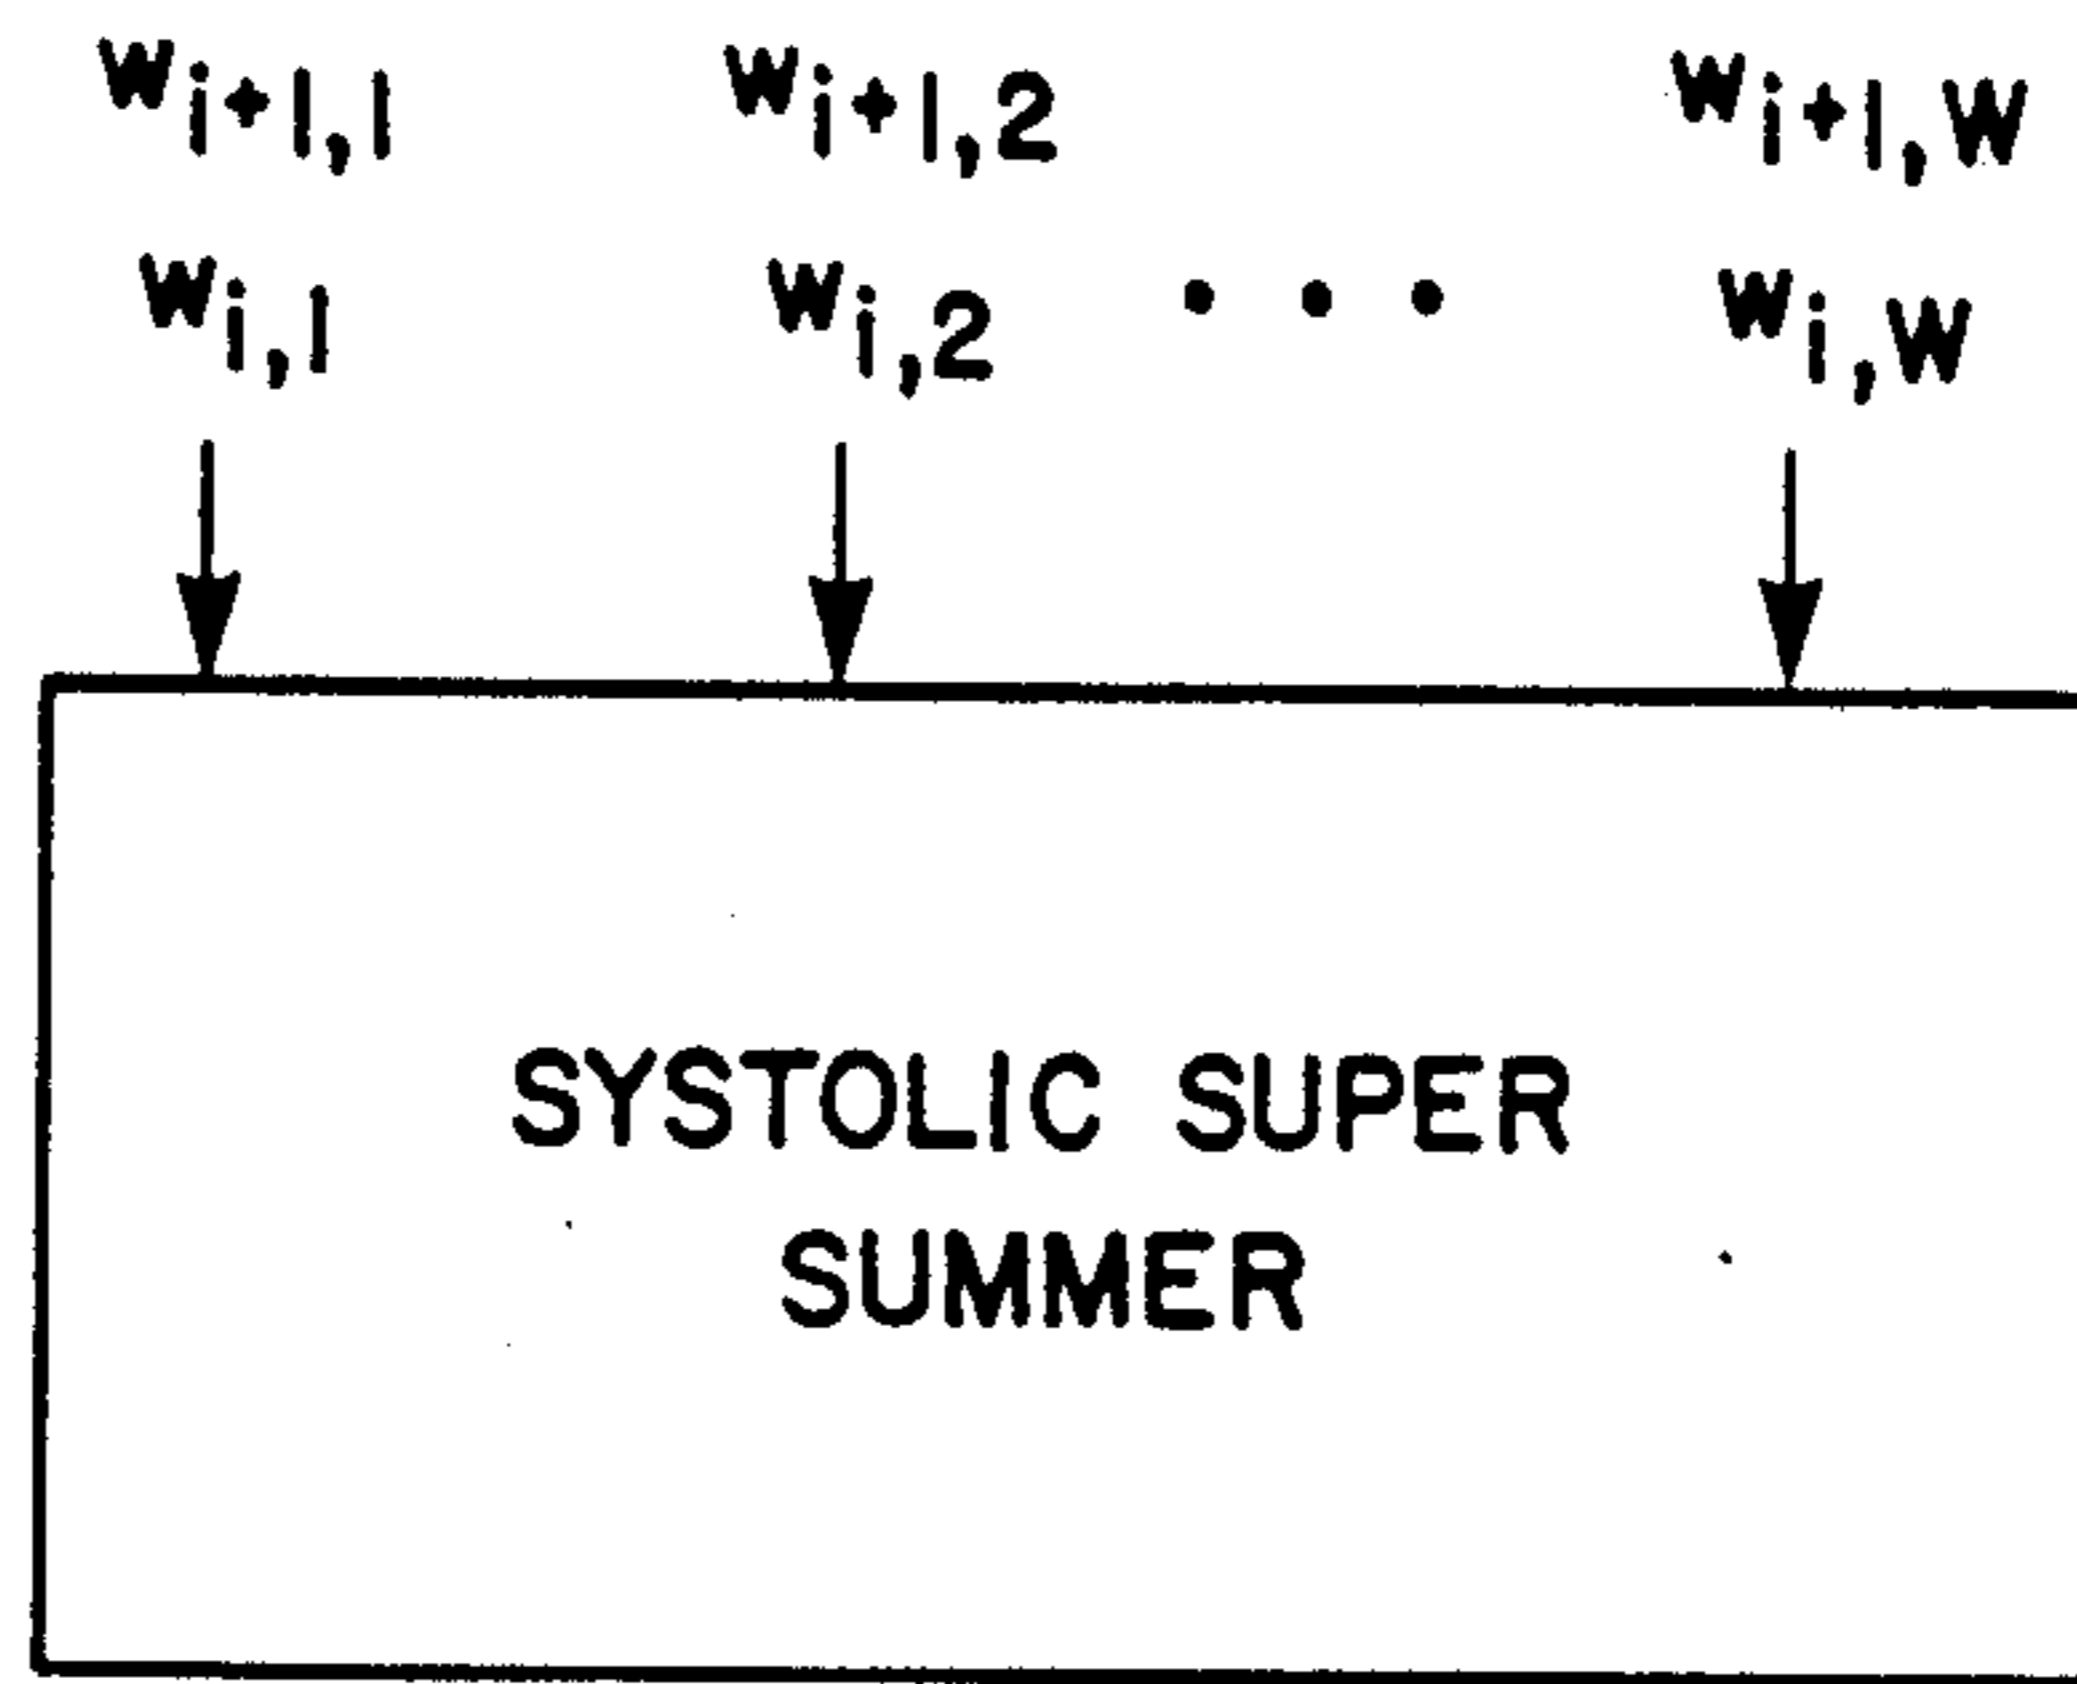 w_{i+1,1} w_{i+1,2} w_{i+1,W}
w_{i,1} w_{i,2} • • • w_{i,W}
SYSTOLIC SUPER
SUMMER